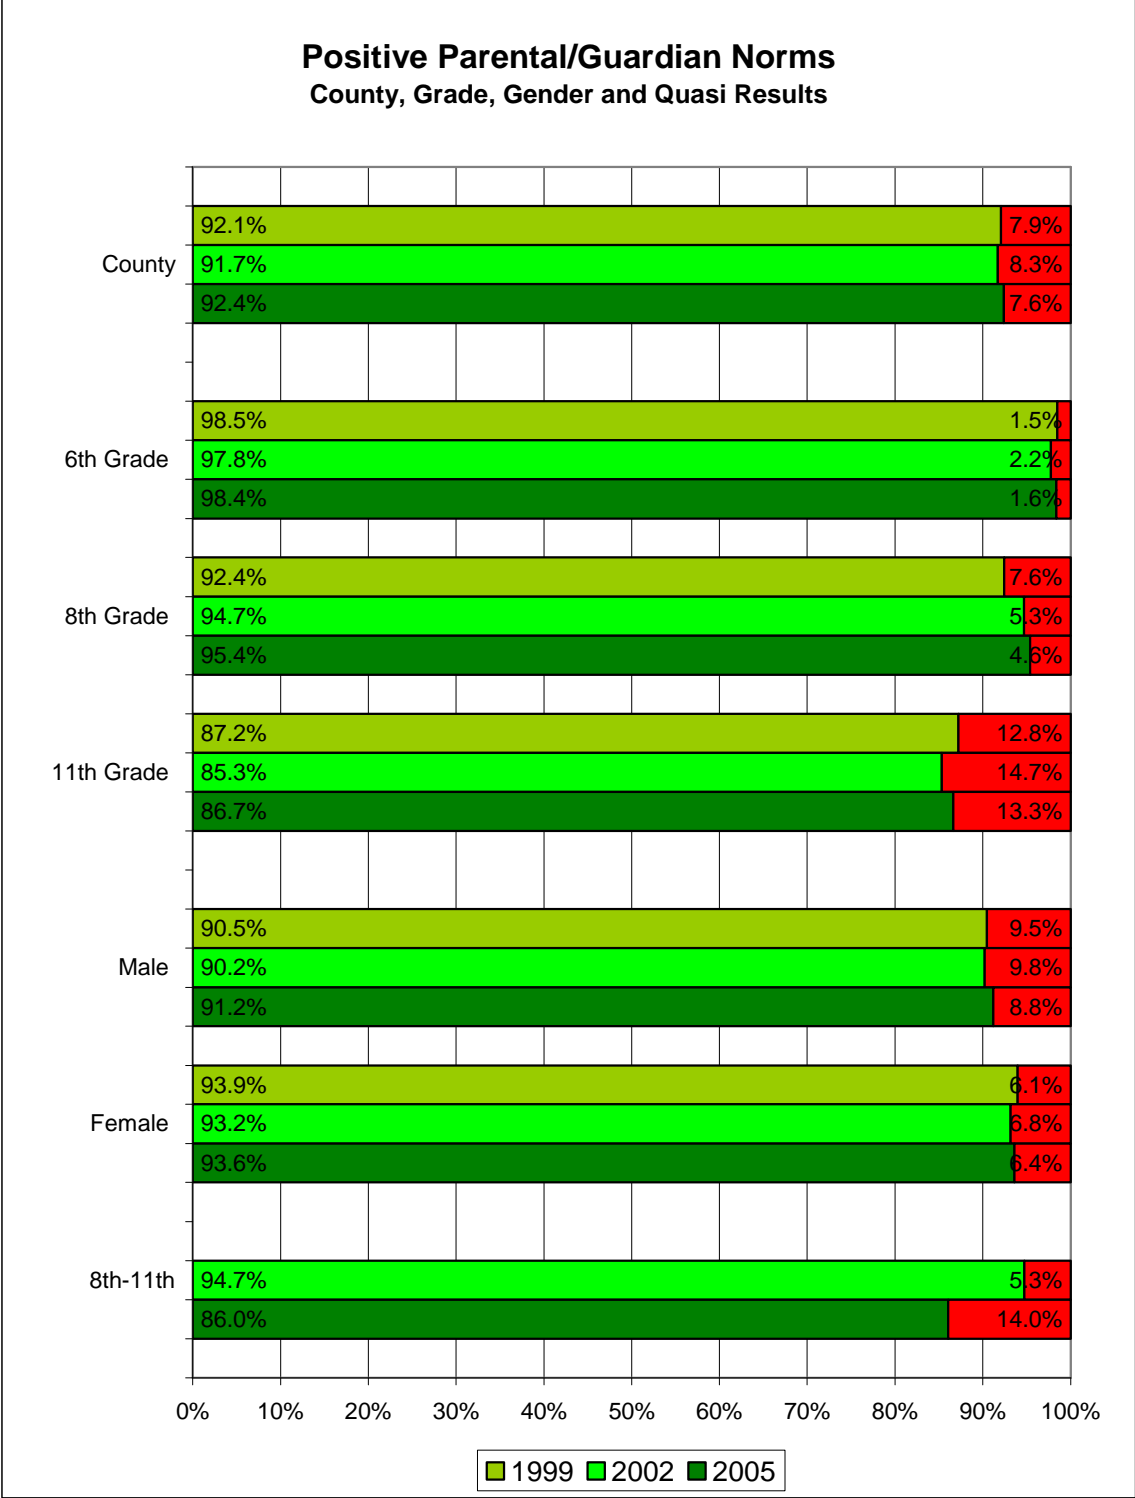 Positive Parental/Guardian Norms
County, Grade, Gender and Quasi Results
92.1% 7.9%
County 91.7% 8.3%
92.4% 7.6%
98.5% 1.5%
6th Grade 97.8% 2.2%
98.4% 1.6%
92.4% 7.6%
8th Grade 94.7% 5.3%
95.4% 4.6%
87.2% 12.8%
11th Grade 85.3% 14.7%
86.7% 13.3%
90.5% 9.5%
Male 90.2% 9.8%
91.2% 8.8%
93.9% 6.1%
Female 93.2% 6.8%
93.6% 6.4%
8th-11th 94.7% 5.3%
86.0% 14.0%
0% 10% 20% 30% 40% 50% 60% 70% 80% 90% 100%
1999 2002 2005